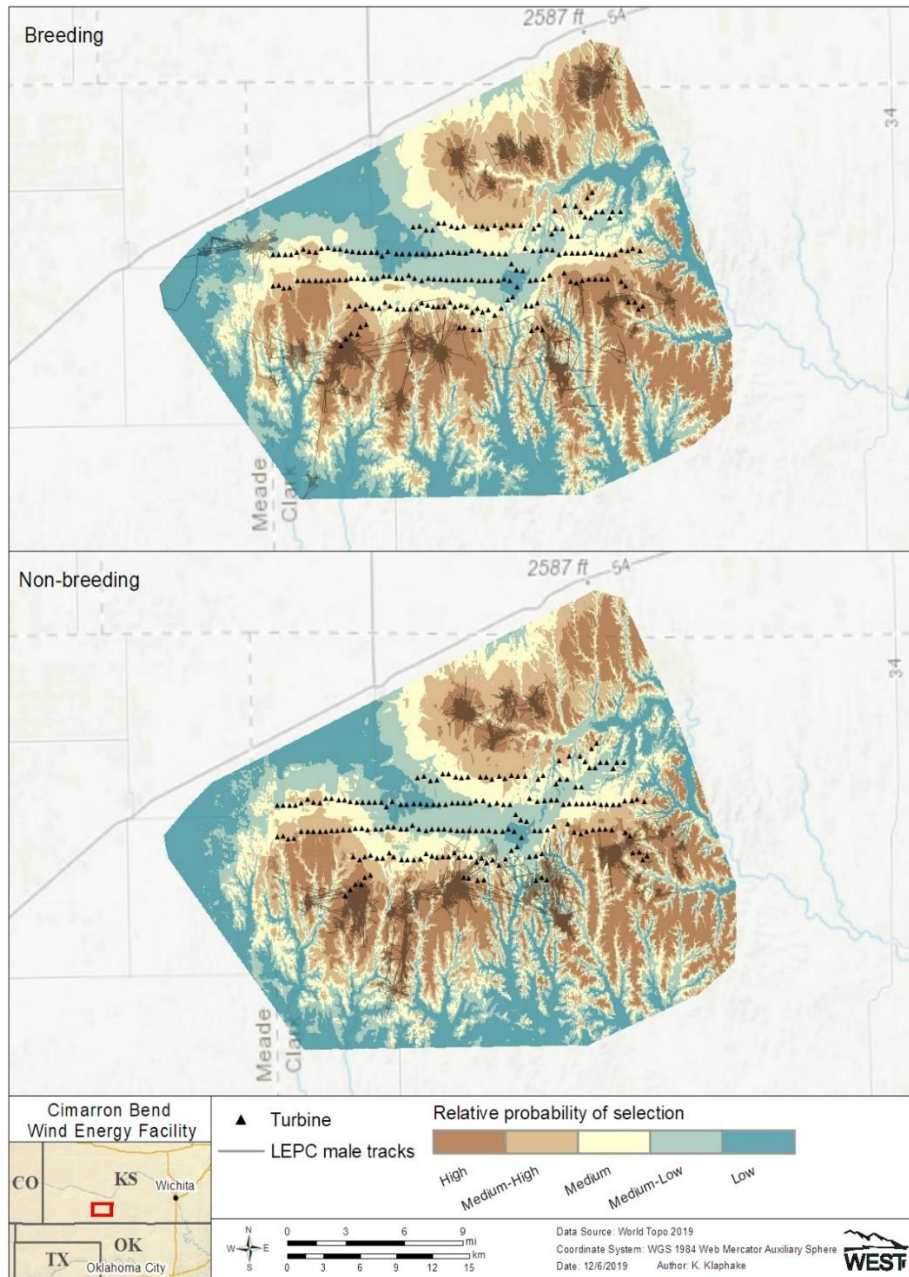 Breeding
2587 ft
54
34
Meade
Clark
Non-breeding
2587 ft
54
34
Meade
Clark
Cimarron Bend
Wind Energy Facility
CO
KS
Wichita
TX
OK
Oklahoma City
Turbine
LEPC male tracks
Relative probability of selection
High
Medium-High
Medium
Medium-Low
Low
N
W E
S
0 3 6 9
mi
km
0 3 6 9 12 15
Data Source: World Topo 2019
Coordinate System: WGS 1984 Web Mercator Auxiliary Sphere
Date: 12/6/2019 Author: K. Klaphake
WEST